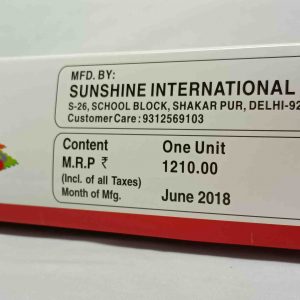 MFD. BY:
SUNSHINE INTERNATIONAL
S-26, SCHOOL BLOCK, SHAKAR PUR, DELHI-92
Customer Care : 9312569103
Content One Unit
M.R.P ₹ 1210.00
(Incl. of all Taxes)
Month of Mfg. June 2018